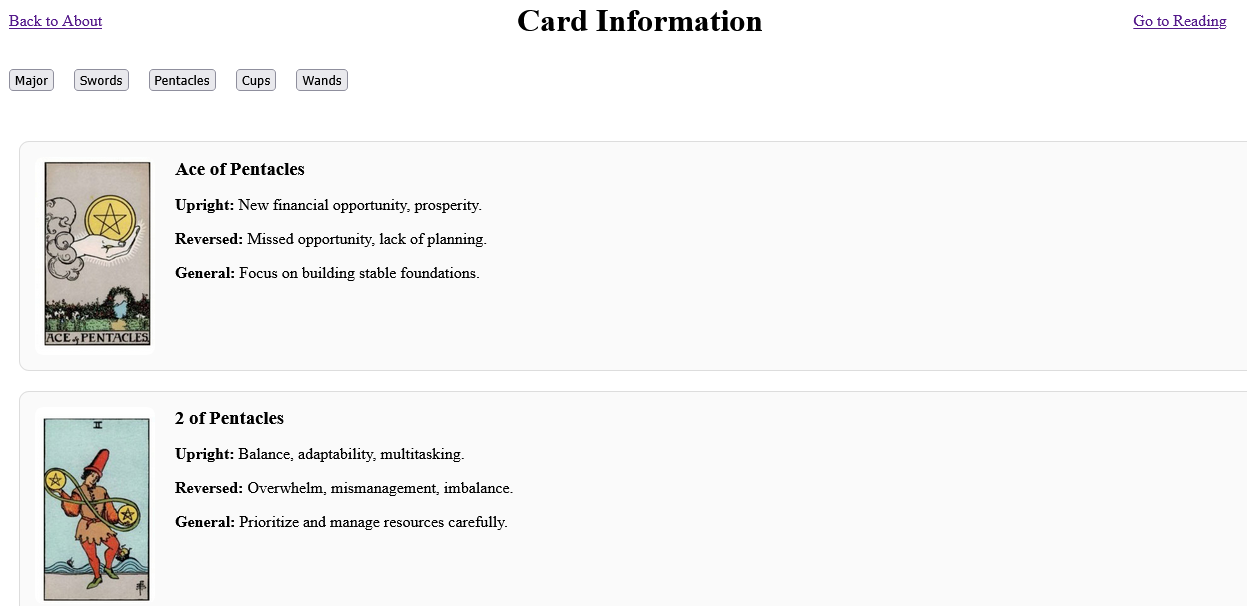 Back to About
Card Information
Go to Reading
Major
Swords
Pentacles
Cups
Wands
Ace of Pentacles
Upright: New financial opportunity, prosperity.
Reversed: Missed opportunity, lack of planning.
General: Focus on building stable foundations.
ACE of PENTACLES
2 of Pentacles
Upright: Balance, adaptability, multitasking.
Reversed: Overwhelm, mismanagement, imbalance.
General: Prioritize and manage resources carefully.
II